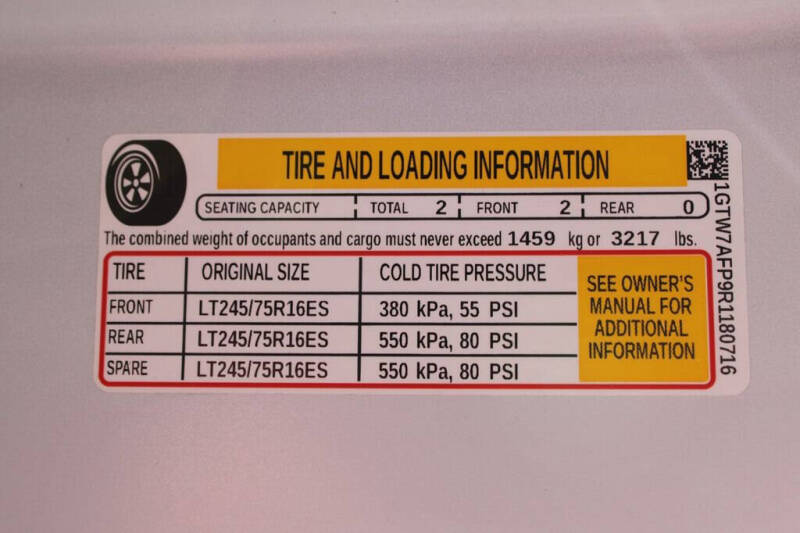 TIRE AND LOADING INFORMATION
SEATING CAPACITY TOTAL 2 FRONT 2 REAR 0
The combined weight of occupants and cargo must never exceed 1459 kg or 3217 lbs.
TIRE ORIGINAL SIZE COLD TIRE PRESSURE
FRONT LT245/75R16ES 380 kPa, 55 PSI
REAR LT245/75R16ES 550 kPa, 80 PSI
SPARE LT245/75R16ES 550 kPa, 80 PSI
SEE OWNER'S
MANUAL FOR
ADDITIONAL
INFORMATION
1GTW7AFP9R1180716